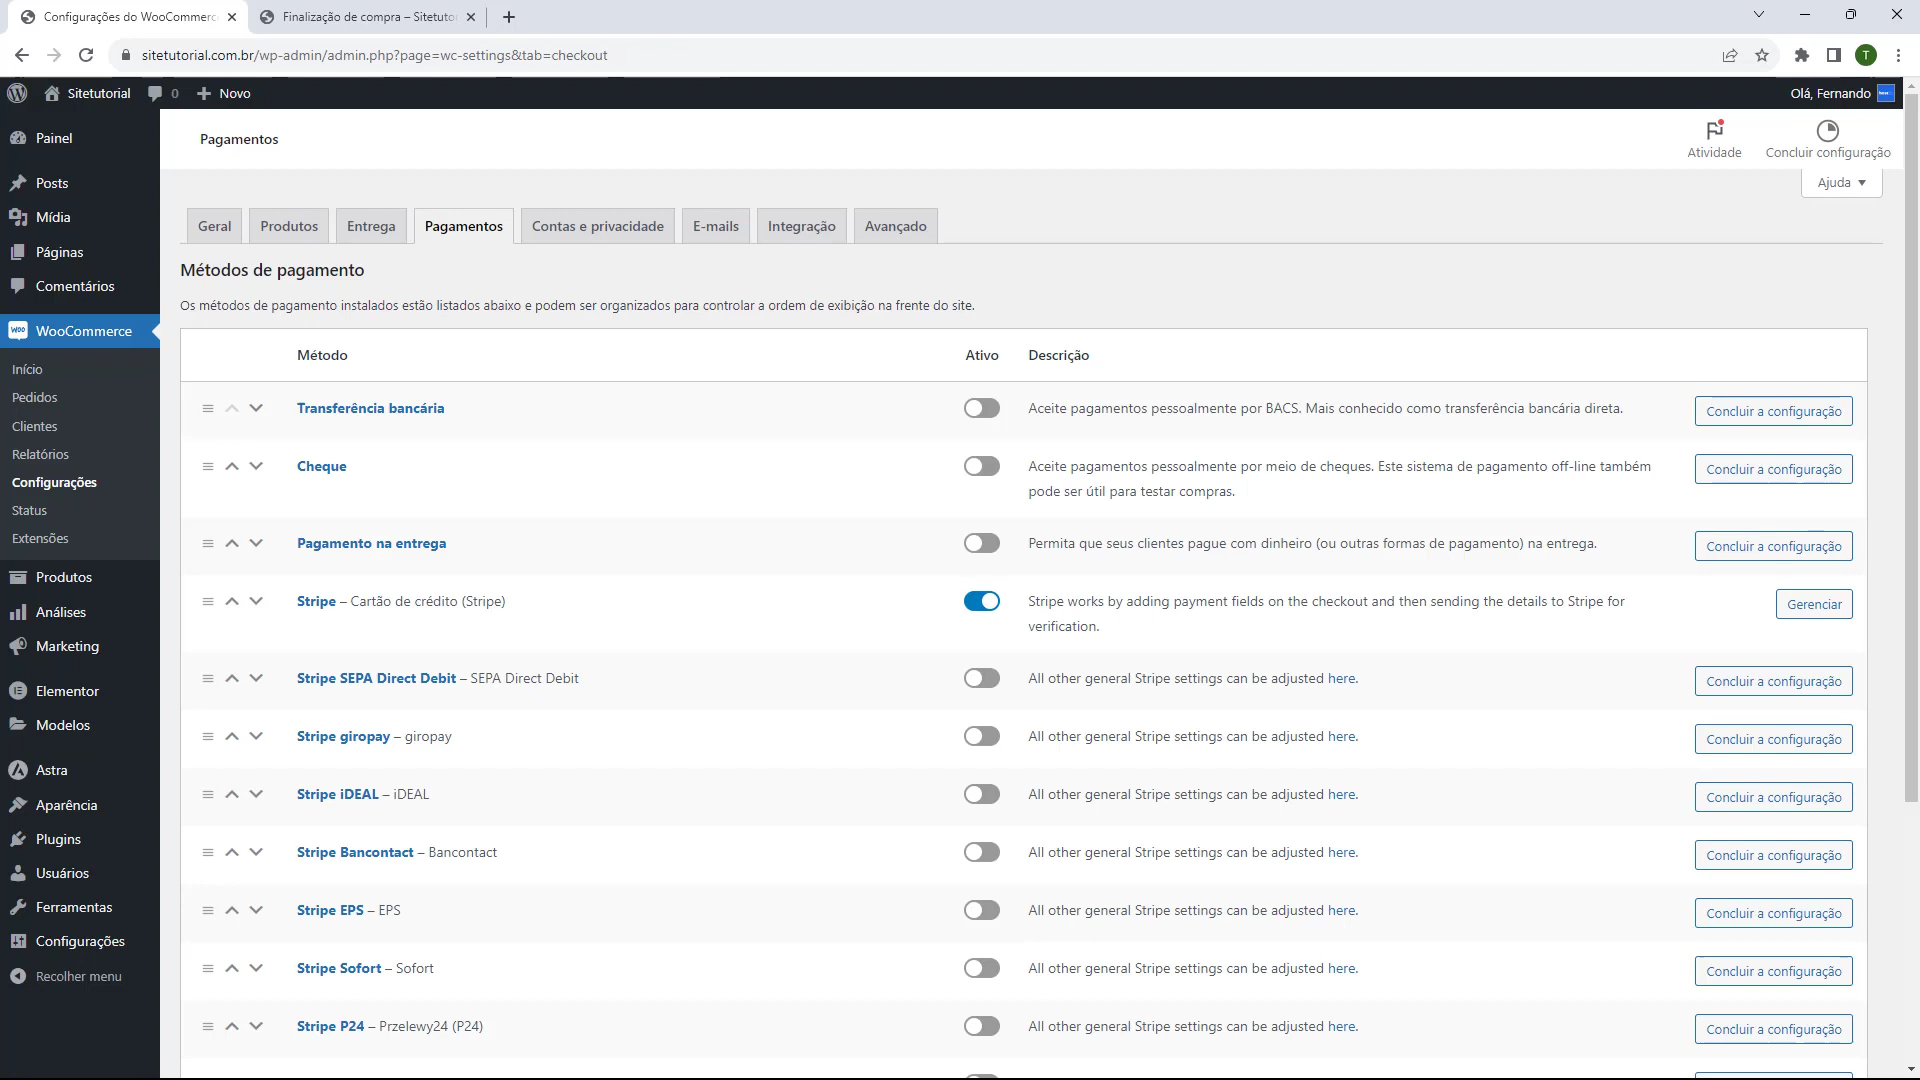 Configurações do WooCommerc
Finalização de compra – Sitetutor
sitetutorial.com.br/wp-admin/admin.php?page=wc-settings&tab=checkout
T
Sitetutorial
0
Novo
Olá, Fernando
Painel
Posts
Mídia
Páginas
Comentários
WooCommerce
Início
Pedidos
Clientes
Relatórios
Configurações
Status
Extensões
Produtos
Análises
Marketing
Elementor
Modelos
Astra
Aparência
Plugins
Usuários
Ferramentas
Configurações
Recolher menu
Pagamentos
Atividade
Concluir configuração
Ajuda
Geral
Produtos
Entrega
Pagamentos
Contas e privacidade
E-mails
Integração
Avançado
Métodos de pagamento
Os métodos de pagamento instalados estão listados abaixo e podem ser organizados para controlar a ordem de exibição na frente do site.
Método Ativo Descrição
Transferência bancária Aceite pagamentos pessoalmente por BACS. Mais conhecido como transferência bancária direta. Concluir a configuração
Cheque Aceite pagamentos pessoalmente por meio de cheques. Este sistema de pagamento off-line também Concluir a configuração
pode ser útil para testar compras.
Pagamento na entrega Permita que seus clientes pague com dinheiro (ou outras formas de pagamento) na entrega. Concluir a configuração
Stripe – Cartão de crédito (Stripe) Stripe works by adding payment fields on the checkout and then sending the details to Stripe for Gerenciar
verification.
Stripe SEPA Direct Debit – SEPA Direct Debit All other general Stripe settings can be adjusted here. Concluir a configuração
Stripe giropay – giropay All other general Stripe settings can be adjusted here. Concluir a configuração
Stripe iDEAL – iDEAL All other general Stripe settings can be adjusted here. Concluir a configuração
Stripe Bancontact – Bancontact All other general Stripe settings can be adjusted here. Concluir a configuração
Stripe EPS – EPS All other general Stripe settings can be adjusted here. Concluir a configuração
Stripe Sofort – Sofort All other general Stripe settings can be adjusted here. Concluir a configuração
Stripe P24 – Przelewy24 (P24) All other general Stripe settings can be adjusted here. Concluir a configuração